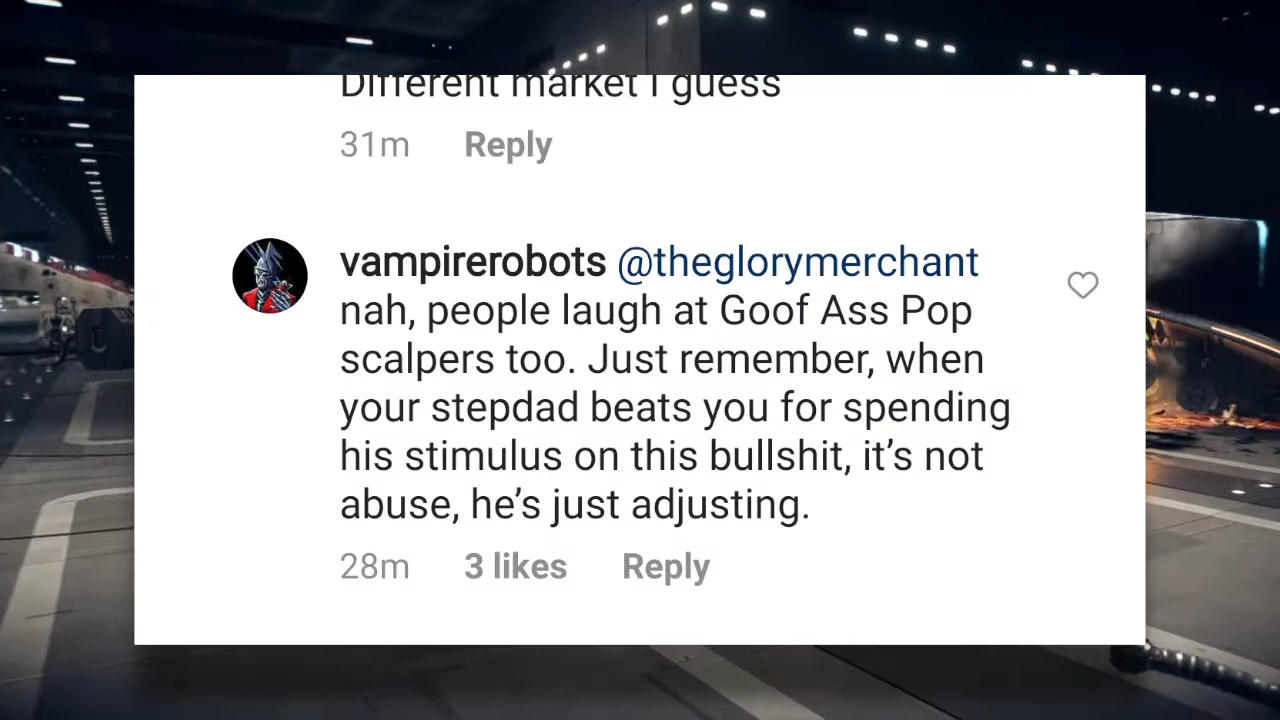 Different market I guess
31m Reply
vampirerobots @theglorymerchant
nah, people laugh at Goof Ass Pop
scalpers too. Just remember, when
your stepdad beats you for spending
his stimulus on this bullshit, it’s not
abuse, he’s just adjusting.
28m 3 likes Reply